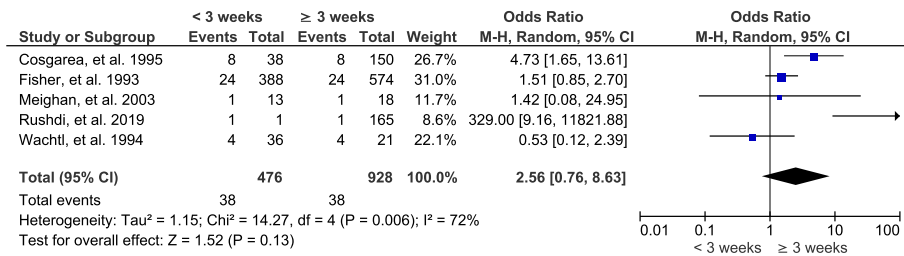 < 3 weeks ≥ 3 weeks Odds Ratio Odds Ratio
Study or Subgroup Events Total Events Total Weight M-H, Random, 95% CI M-H, Random, 95% CI
Cosgarea, et al. 1995 8 38 8 150 26.7% 4.73 [1.65, 13.61]
Fisher, et al. 1993 24 388 24 574 31.0% 1.51 [0.85, 2.70]
Meighan, et al. 2003 1 13 1 18 11.7% 1.42 [0.08, 24.95]
Rushdi, et al. 2019 1 1 1 165 8.6% 329.00 [9.16, 11821.88]
Wachtl, et al. 1994 4 36 4 21 22.1% 0.53 [0.12, 2.39]
Total (95% CI) 476 928 100.0% 2.56 [0.76, 8.63]
Total events 38 38
Heterogeneity: Tau² = 1.15; Chi² = 14.27, df = 4 (P = 0.006); I² = 72%
Test for overall effect: Z = 1.52 (P = 0.13)
0.01 0.1 1 10 100
< 3 weeks ≥ 3 weeks